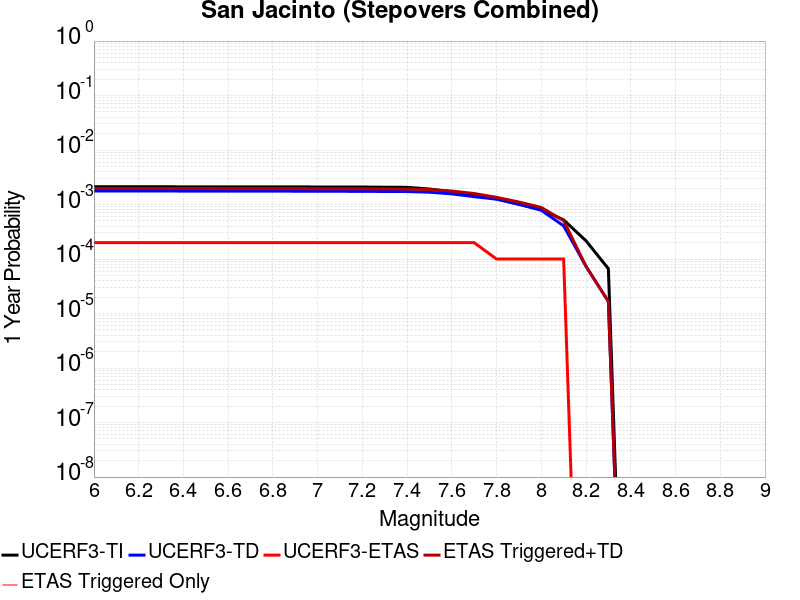 San Jacinto (Stepovers Combined)
10^0
10^-1
10^-2
10^-3
10^-4
10^-5
10^-6
10^-7
10^-8
1 Year Probability
6 6.2 6.4 6.6 6.8 7 7.2 7.4 7.6 7.8 8 8.2 8.4 8.6 8.8 9
Magnitude
UCERF3-TI UCERF3-TD UCERF3-ETAS ETAS Triggered+TD
ETAS Triggered Only